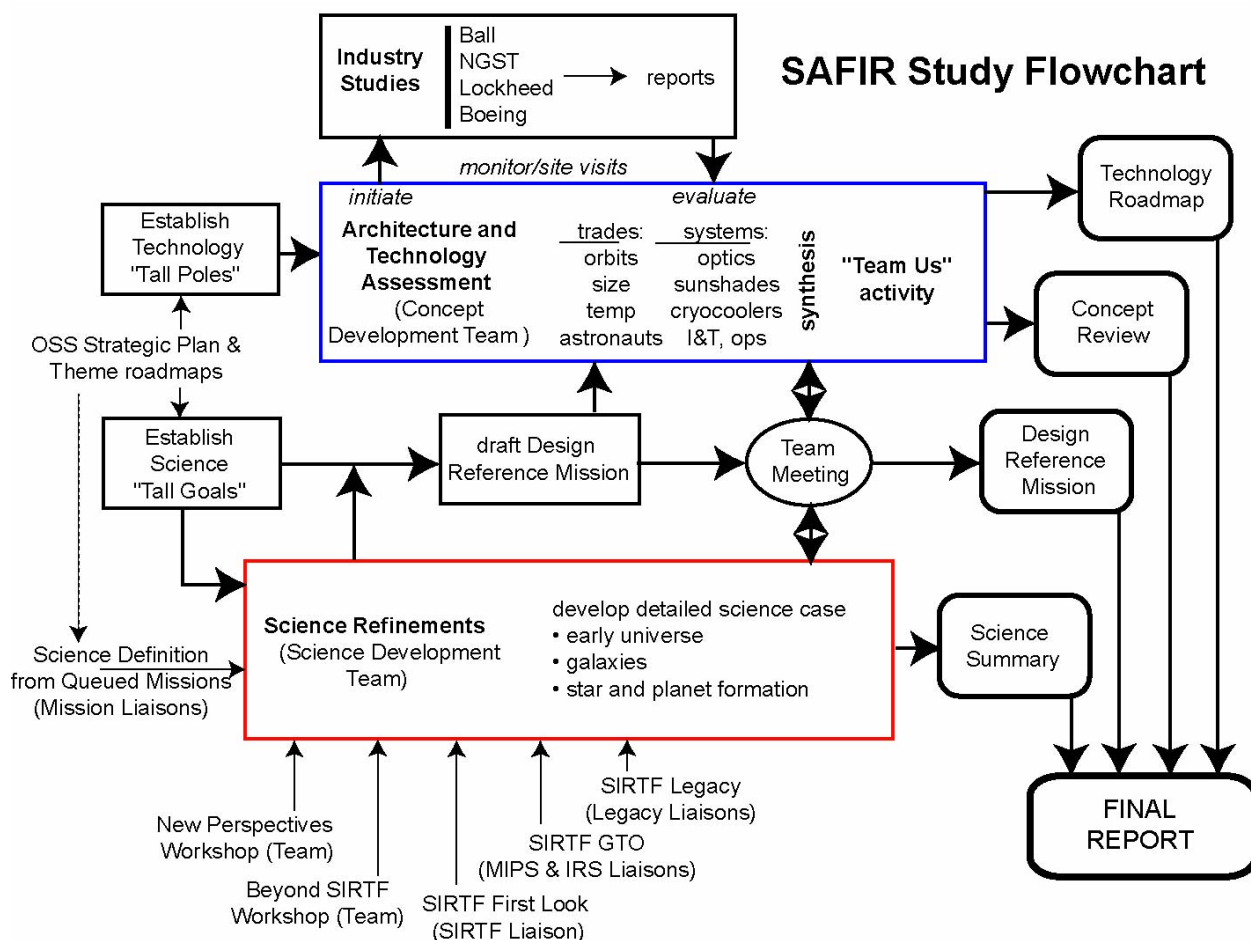 SAFIR Study Flowchart
Industry
Studies
Ball
NGST
Lockheed
Boeing
reports
monitor/site visits
initiate
evaluate
Establish
Technology
"Tall Poles"
Architecture and
Technology
Assessment
(Concept
Development Team )
trades:
orbits
size
temp
astronauts
systems:
optics
sunshades
cryocoolers
I&T, ops
synthesis
"Team Us"
activity
Technology
Roadmap
Concept
Review
OSS Strategic Plan &
Theme roadmaps
Establish
Science
"Tall Goals"
draft Design
Reference Mission
Team
Meeting
Design
Reference
Mission
Science Refinements
(Science Development
Team)
develop detailed science case
• early universe
• galaxies
• star and planet formation
Science
Summary
Science Definition
from Queued Missions
(Mission Liaisons)
New Perspectives
Workshop (Team)
Beyond SIRTF
Workshop (Team)
SIRTF First Look
(SIRTF Liaison)
SIRTF GTO
(MIPS & IRS Liaisons)
SIRTF Legacy
(Legacy Liaisons)
FINAL
REPORT